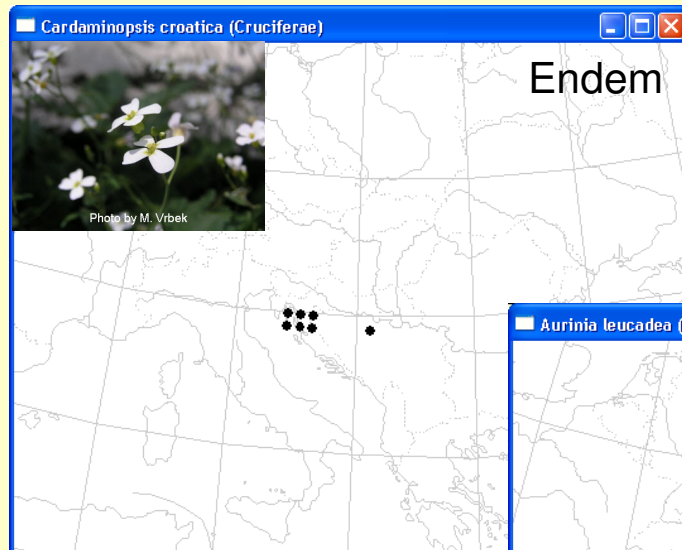 Cardaminopsis croatica (Cruciferae)
Endem
Photo by M. Vrbek
Aurinia leucadea (